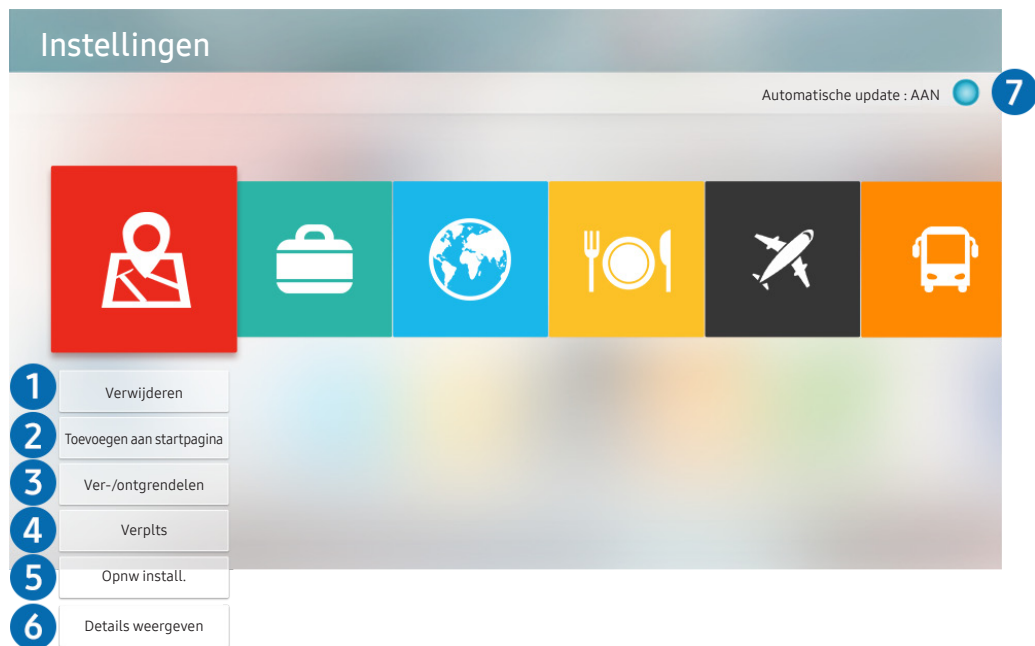 Instellingen
Automatische update : AAN
7
1
Verwijderen
2
Toevoegen aan startpagina
3
Ver-/ontgrendelen
4
Verplts
5
Opnw install.
6
Details weergeven